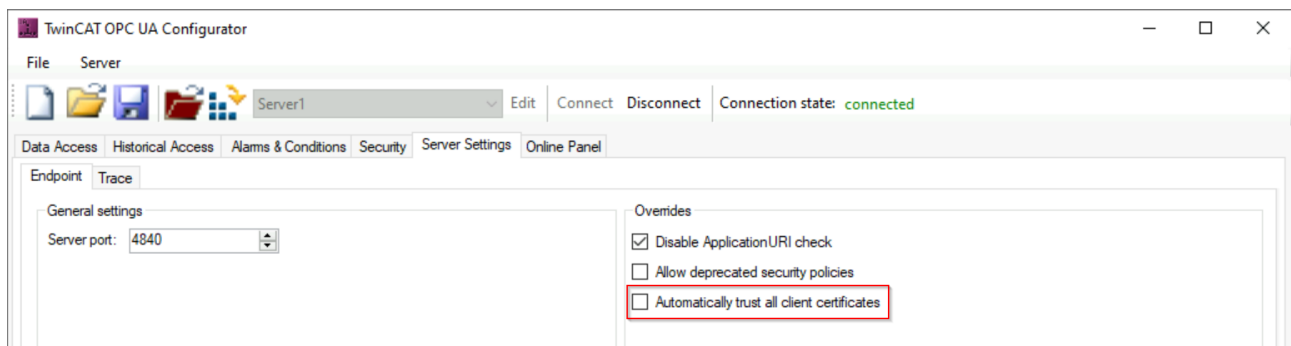 TwinCAT OPC UA Configurator
File Server
Server1 Edit Connect Disconnect Connection state: connected
Data Access Historical Access Alarms & Conditions Security Server Settings Online Panel
Endpoint Trace
General settings
Server port: 4840
Overrides
Disable ApplicationURI check
Allow deprecated security policies
Automatically trust all client certificates